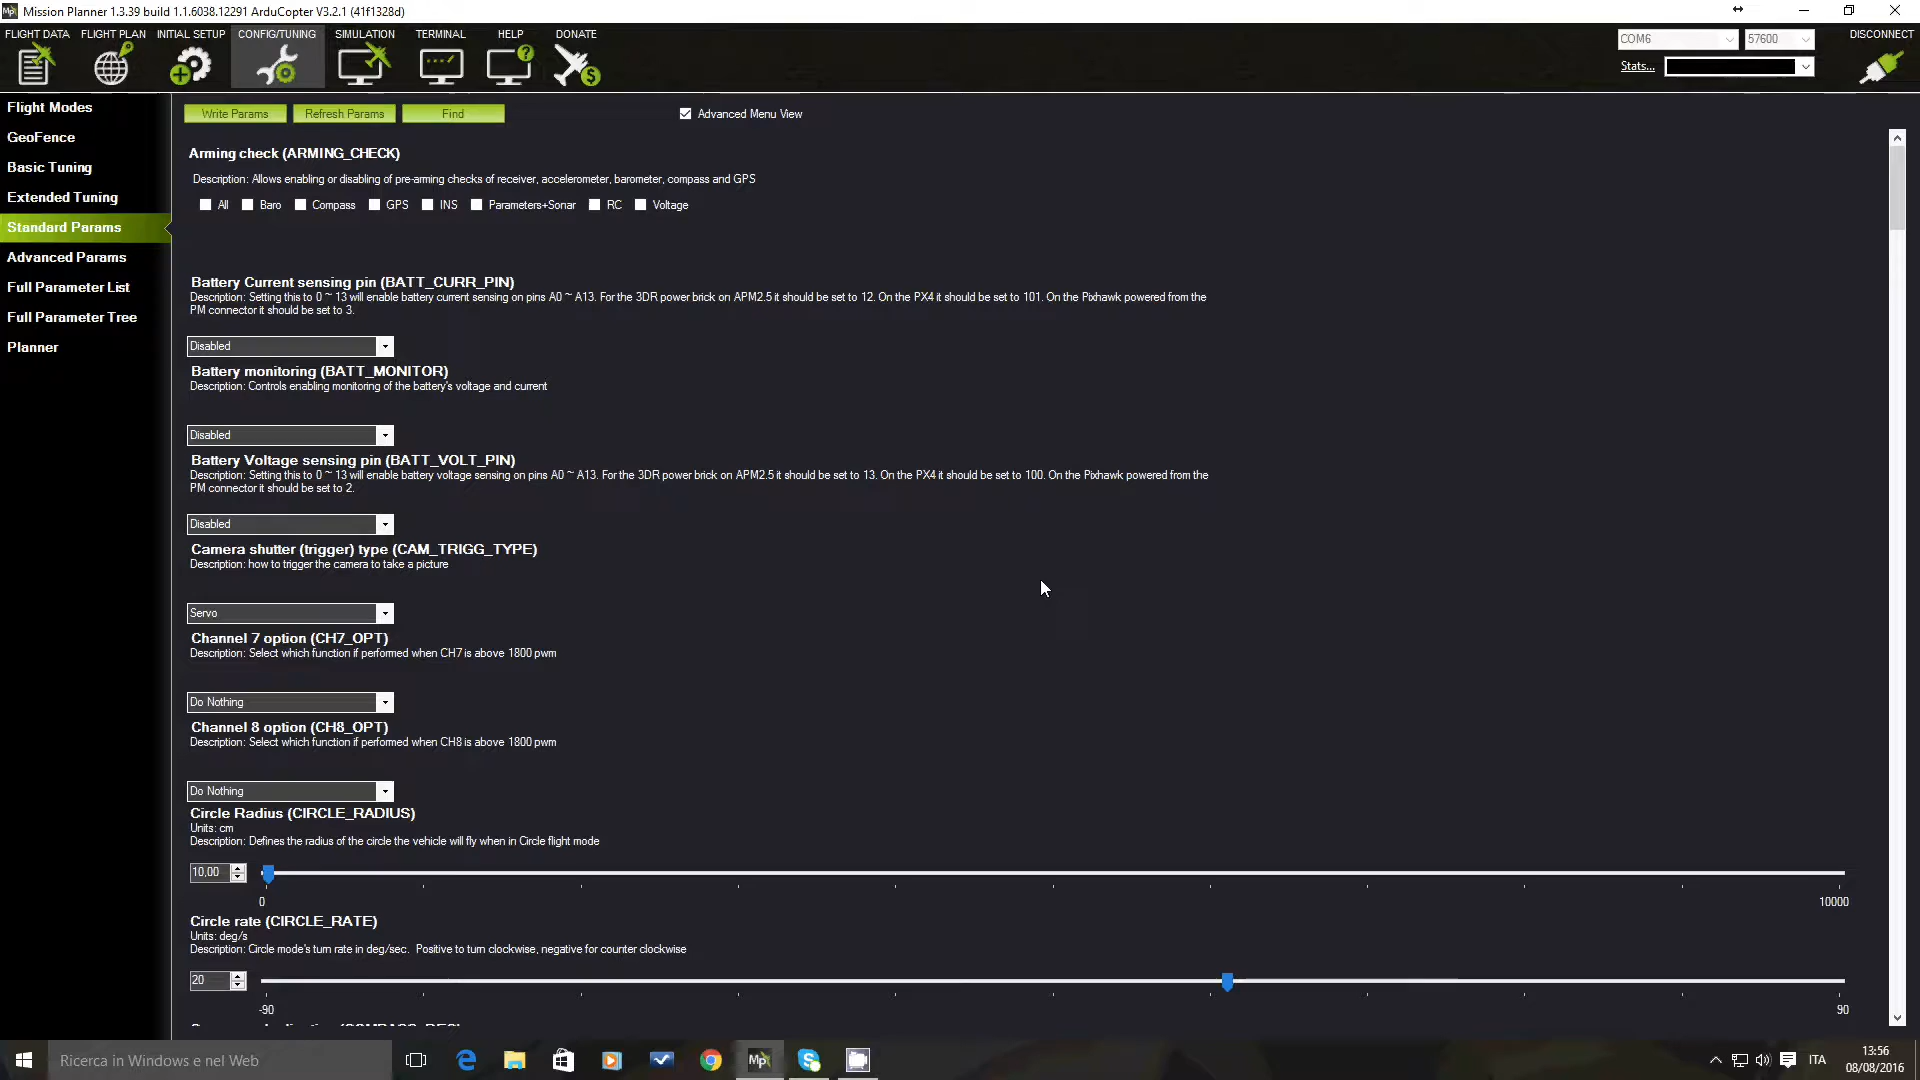 Mission Planner 1.3.39 build 1.1.6038.12291 ArduCopter V3.2.1 (41f1328d)
FLIGHT DATA FLIGHT PLAN INITIAL SETUP CONFIG/TUNING SIMULATION TERMINAL HELP DONATE
COM6 57600 DISCONNECT
Stats...
Flight Modes
GeoFence
Basic Tuning
Extended Tuning
Standard Params
Advanced Params
Full Parameter List
Full Parameter Tree
Planner
Write Params Refresh Params Find Advanced Menu View
Arming check (ARMING_CHECK)
Description: Allows enabling or disabling of pre-arming checks of receiver, accelerometer, barometer, compass and GPS
All Baro Compass GPS INS Parameters+Sonar RC Voltage
Battery Current sensing pin (BATT_CURR_PIN)
Description: Setting this to 0 ~ 13 will enable battery current sensing on pins A0 ~ A13. For the 3DR power brick on APM2.5 it should be set to 12. On the PX4 it should be set to 101. On the Pixhawk powered from the
PM connector it should be set to 3.
Disabled
Battery monitoring (BATT_MONITOR)
Description: Controls enabling monitoring of the battery's voltage and current
Disabled
Battery Voltage sensing pin (BATT_VOLT_PIN)
Description: Setting this to 0 ~ 13 will enable battery voltage sensing on pins A0 ~ A13. For the 3DR power brick on APM2.5 it should be set to 13. On the PX4 it should be set to 100. On the Pixhawk powered from the
PM connector it should be set to 2.
Disabled
Camera shutter (trigger) type (CAM_TRIGG_TYPE)
Description: how to trigger the camera to take a picture
Servo
Channel 7 option (CH7_OPT)
Description: Select which function if performed when CH7 is above 1800 pwm
Do Nothing
Channel 8 option (CH8_OPT)
Description: Select which function if performed when CH8 is above 1800 pwm
Do Nothing
Circle Radius (CIRCLE_RADIUS)
Units: cm
Description: Defines the radius of the circle the vehicle will fly when in Circle flight mode
10,00
0 10000
Circle rate (CIRCLE_RATE)
Units: deg/s
Description: Circle mode's turn rate in deg/sec. Positive to turn clockwise, negative for counter clockwise
20
-90 90
Ricerca in Windows e nel Web
ITA
13:56
08/08/2016